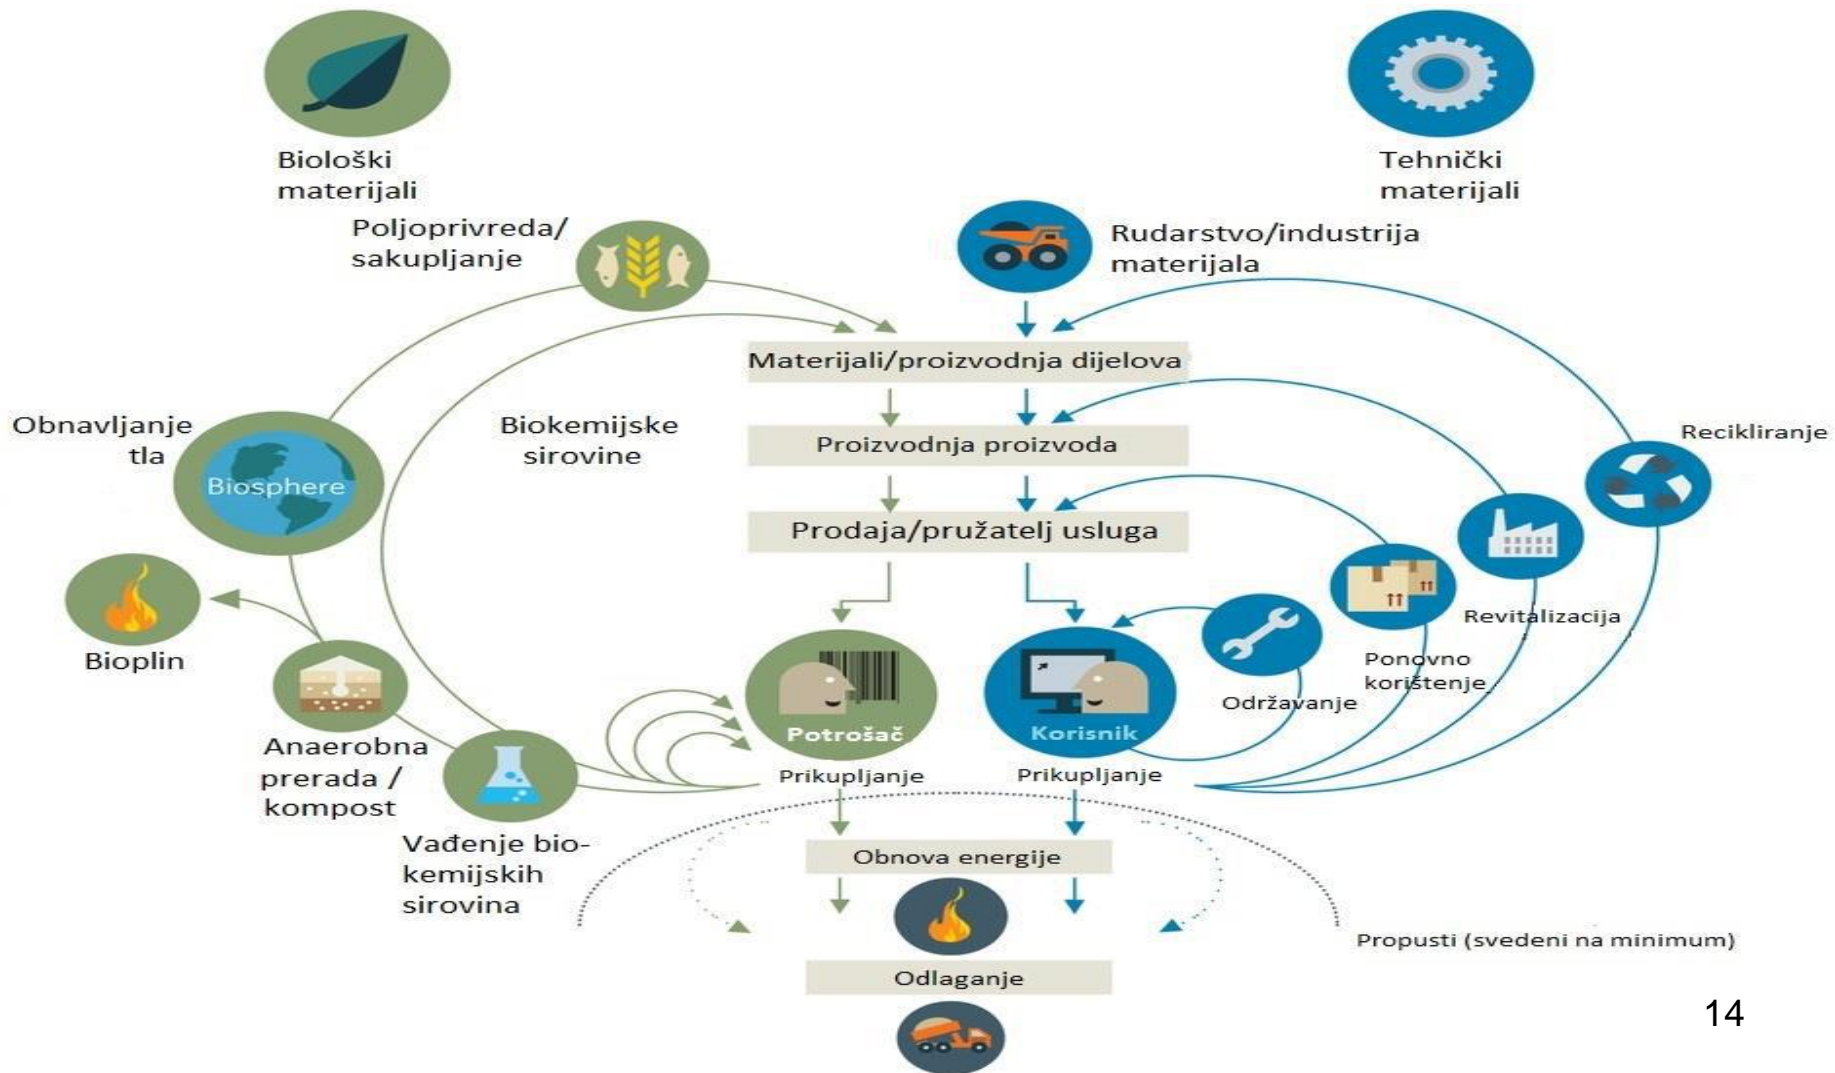 Biološki
materijali
Tehnički
materijali
Poljoprivreda/
sakupljanje
Rudarstvo/industrija
materijala
Materijali/proizvodnja dijelova
Obnavljanje
tla
Biosphere
Biokemijske
sirovine
Proizvodnja proizvoda
Recikliranje
Prodaja/pružatelj usluga
Revitalizacija
Ponovno
korištenje
Održavanje
Bioplin
Potrošač
Korisnik
Prikupljanje
Prikupljanje
Anaerobna
prerada /
kompost
Vađenje bio-
kemijskih
sirovina
Obnova energije
Propusti (svedeni na minimum)
Odlaganje
14